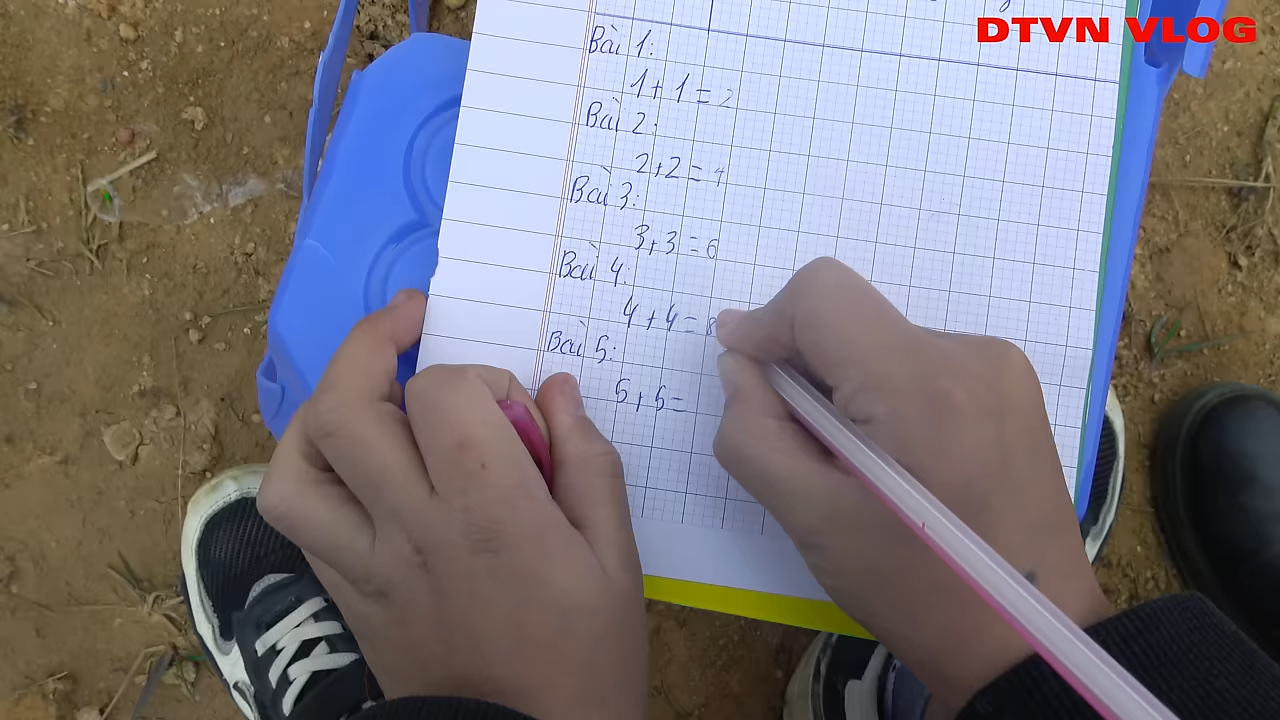 DTVN VLOG
Bài 1:
1+1=2
Bài 2:
2+2=4
Bài 3:
3+3=6
Bài 4:
4+4=8
Bài 5:
5+5=